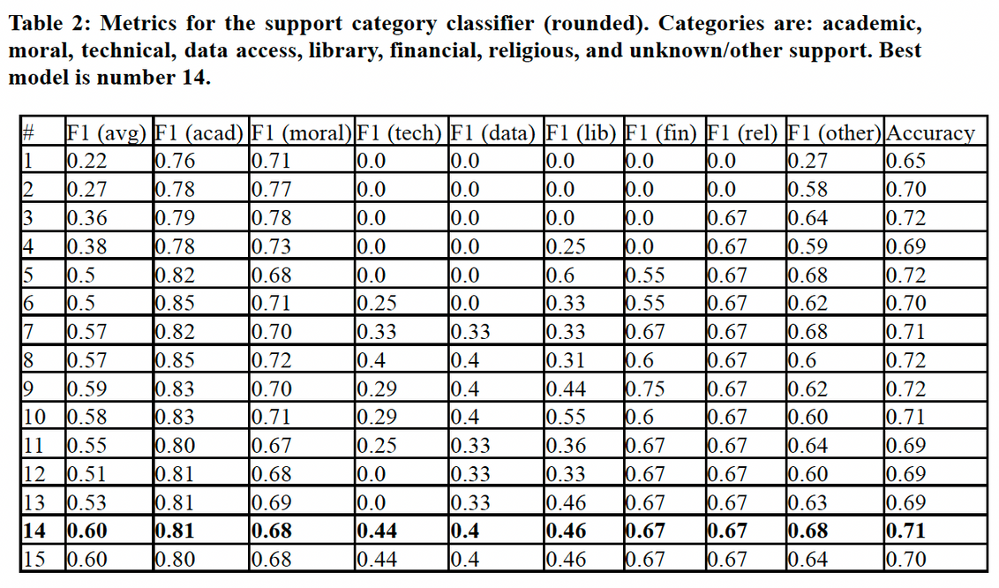 Table 2: Metrics for the support category classifier (rounded). Categories are: academic,
moral, technical, data access, library, financial, religious, and unknown/other support. Best
model is number 14.
# F1 (avg) F1 (acad) F1 (moral) F1 (tech) F1 (data) F1 (lib) F1 (fin) F1 (rel) F1 (other) Accuracy
1 0.22 0.76 0.71 0.0 0.0 0.0 0.0 0.0 0.27 0.65
2 0.27 0.78 0.77 0.0 0.0 0.0 0.0 0.0 0.58 0.70
3 0.36 0.79 0.78 0.0 0.0 0.0 0.0 0.67 0.64 0.72
4 0.38 0.78 0.73 0.0 0.0 0.25 0.0 0.67 0.59 0.69
5 0.5 0.82 0.68 0.0 0.0 0.6 0.55 0.67 0.68 0.72
6 0.5 0.85 0.71 0.25 0.0 0.33 0.55 0.67 0.62 0.70
7 0.57 0.82 0.70 0.33 0.33 0.33 0.67 0.67 0.68 0.71
8 0.57 0.85 0.72 0.4 0.4 0.31 0.6 0.67 0.6 0.72
9 0.59 0.83 0.70 0.29 0.4 0.44 0.75 0.67 0.62 0.72
10 0.58 0.83 0.71 0.29 0.4 0.55 0.6 0.67 0.60 0.71
11 0.55 0.80 0.67 0.25 0.33 0.36 0.67 0.67 0.64 0.69
12 0.51 0.81 0.68 0.0 0.33 0.33 0.67 0.67 0.60 0.69
13 0.53 0.81 0.69 0.0 0.33 0.46 0.67 0.67 0.63 0.69
14 0.60 0.81 0.68 0.44 0.4 0.46 0.67 0.67 0.68 0.71
15 0.60 0.80 0.68 0.44 0.4 0.46 0.67 0.67 0.64 0.70